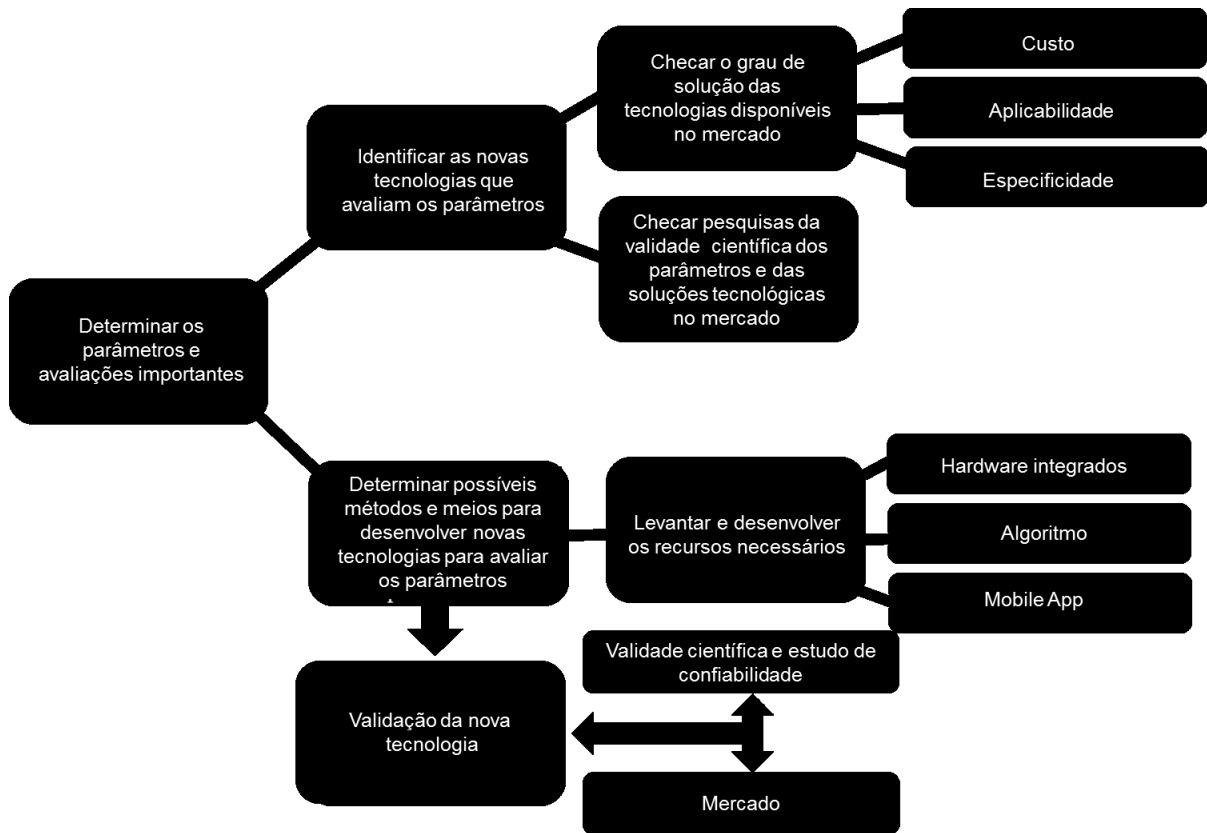 Custo
Checar o grau de
solução das
tecnologias disponíveis
no mercado
Aplicabilidade
Especificidade
Identificar as novas
tecnologias que
avaliam os parâmetros
Checar pesquisas da
validade científica dos
parâmetros e das
soluções tecnológicas
no mercado
Determinar os
parâmetros e
avaliações importantes
Determinar possíveis
métodos e meios para
desenvolver novas
tecnologias para avaliar
os parâmetros
Levantar e desenvolver
os recursos necessários
Hardware integrados
Algoritmo
Mobile App
Validação da nova
tecnologia
Validade científica e estudo de
confiabilidade
Mercado